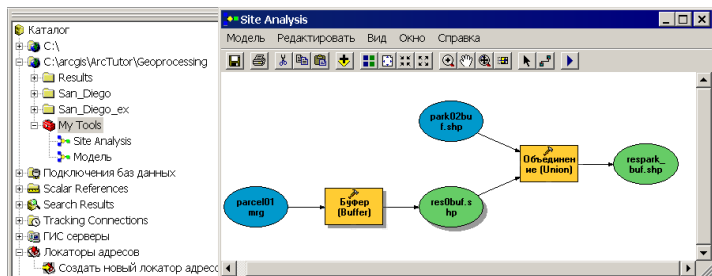 Каталог
C:\
C:\arcgis\ArcTutor\Geoprocessing
Results
San_Diego
San_Diego_ex
My Tools
Site Analysis
Модель
Подключения баз данных
Scalar References
Search Results
Tracking Connections
ГИС серверы
Локаторы адресов
Создать новый локатор адресо
Site Analysis
Модель Редактировать Вид Окно Справка
park02bu
f.shp
Объединен
ие (Union)
respark_
buf.shp
parcel01
mrg
Буфер
(Buffer)
res0buf.s
hp